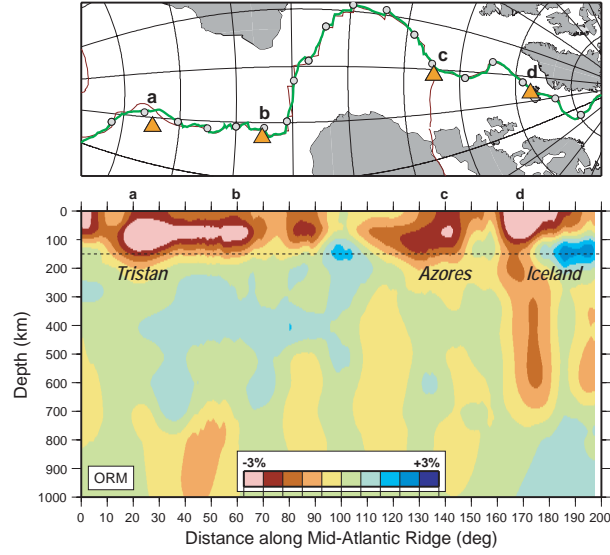 a
b
c
d
a
b
c
d
0
100
200
300
400
500
600
700
800
900
1000
Depth (km)
Tristan
Azores
Iceland
ORM
-3%
+3%
0 10 20 30 40 50 60 70 80 90 100 110 120 130 140 150 160 170 180 190 200
Distance along Mid-Atlantic Ridge (deg)